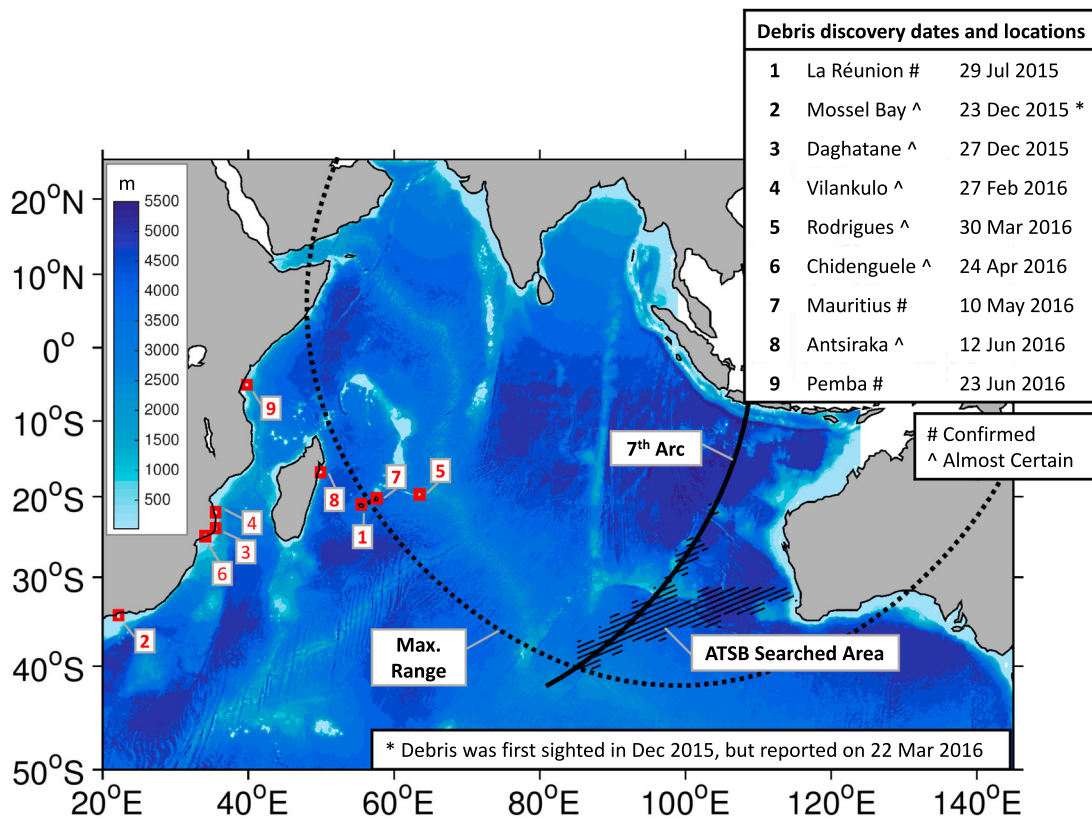 Debris discovery dates and locations
1 La Réunion # 29 Jul 2015
2 Mossel Bay ^ 23 Dec 2015 *
3 Daghatane ^ 27 Dec 2015
4 Vilankulo ^ 27 Feb 2016
5 Rodrigues ^ 30 Mar 2016
6 Chidenguele ^ 24 Apr 2016
7 Mauritius # 10 May 2016
8 Antsiraka ^ 12 Jun 2016
9 Pemba # 23 Jun 2016
# Confirmed
^ Almost Certain
m
5500
5000
4500
4000
3500
3000
2500
2000
1500
1000
500
20°N
10°N
0°
10°S
20°S
30°S
40°S
50°S
9
7
5
8
4
1
3
6
2
7th Arc
Max.
Range
ATSB Searched Area
* Debris was first sighted in Dec 2015, but reported on 22 Mar 2016
20°E 40°E 60°E 80°E 100°E 120°E 140°E